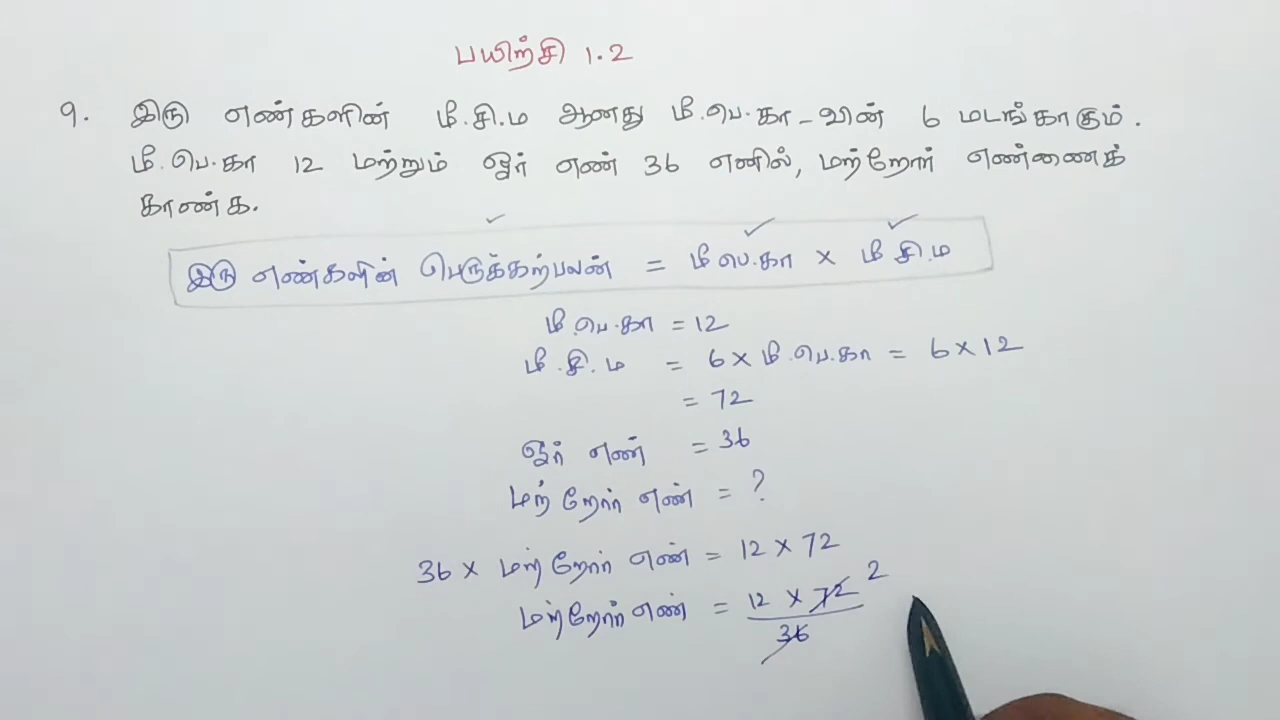 பயிற்சி 1.2
9. இரு எண்களின் மீ.சி.ம ஆனது மீ.பெ.கா-வின் 6 மடங்காகும்.
மீ.பெ.கா 12 மற்றும் ஓர் எண் 36 எனில், மற்றோர் எண்ணைக்
காண்க.
இரு எண்களின் பெருக்கற்பலன் = மீ.பெ.கா x மீ.சி.ம
மீ.பெ.கா = 12
மீ.சி.ம = 6 x மீ.பெ.கா = 6 x 12
= 72
ஓர் எண் = 36
மற்றோர் எண் = ?
36 x மற்றோர் எண் = 12 x 72
மற்றோர் எண் = 12 x 72 2
36